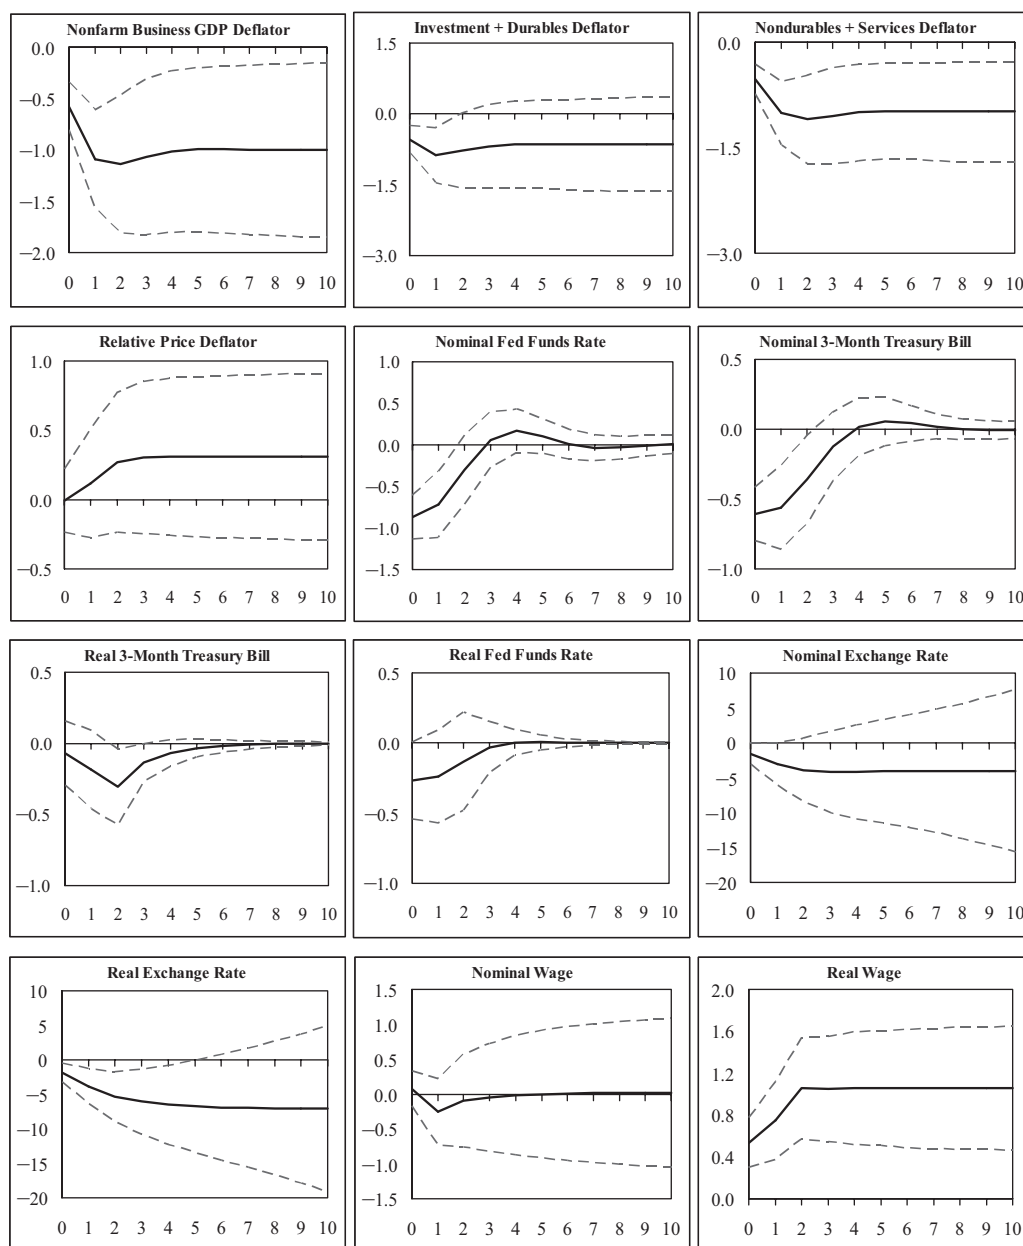 Nonfarm Business GDP Deflator
0.0
−0.5
−1.0
−1.5
−2.0
0 1 2 3 4 5 6 7 8 9 10
Investment + Durables Deflator
1.5
0.0
−1.5
−3.0
0 1 2 3 4 5 6 7 8 9 10
Nondurables + Services Deflator
0.0
−1.5
−3.0
0 1 2 3 4 5 6 7 8 9 10
Relative Price Deflator
1.0
0.5
0.0
−0.5
0 1 2 3 4 5 6 7 8 9 10
Nominal Fed Funds Rate
1.0
0.5
0.0
−0.5
−1.0
−1.5
0 1 2 3 4 5 6 7 8 9 10
Nominal 3-Month Treasury Bill
0.5
0.0
−0.5
−1.0
0 1 2 3 4 5 6 7 8 9 10
Real 3-Month Treasury Bill
0.5
0.0
−0.5
−1.0
0 1 2 3 4 5 6 7 8 9 10
Real Fed Funds Rate
0.5
0.0
−0.5
−1.0
0 1 2 3 4 5 6 7 8 9 10
Nominal Exchange Rate
10
5
0
−5
−10
−15
−20
0 1 2 3 4 5 6 7 8 9 10
Real Exchange Rate
10
5
0
−5
−10
−15
−20
0 1 2 3 4 5 6 7 8 9 10
Nominal Wage
1.5
1.0
0.5
0.0
−0.5
−1.0
−1.5
0 1 2 3 4 5 6 7 8 9 10
Real Wage
2.0
1.6
1.2
0.8
0.4
0.0
0 1 2 3 4 5 6 7 8 9 10